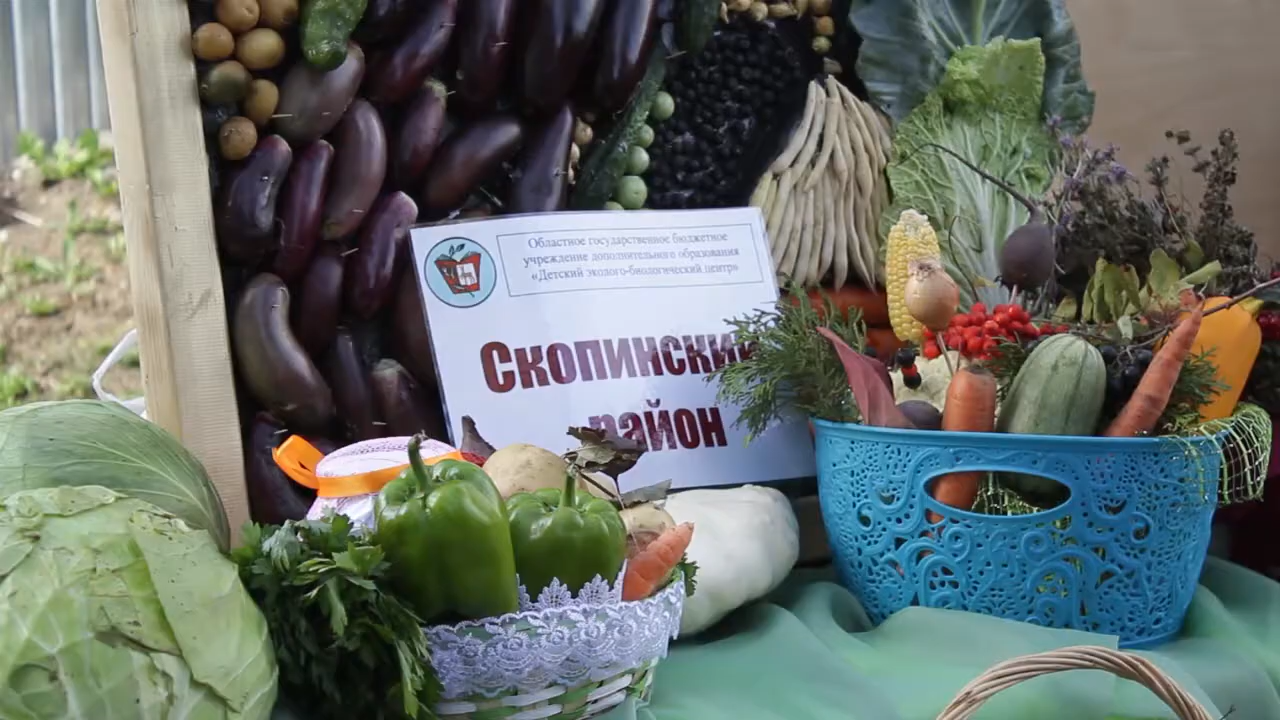 Областное государственное бюджетное
учреждение дополнительного образования
«Детский эколого-биологический центр»
Скопинский
район